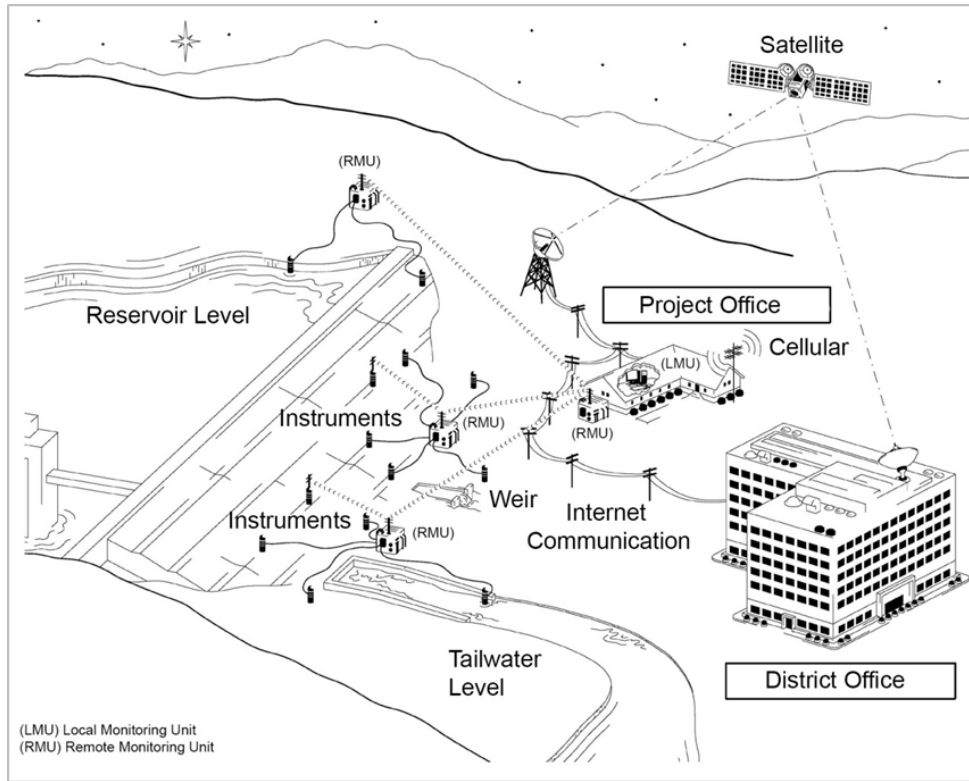 Satellite
(RMU)
Project Office
Reservoir Level
Cellular
(LMU)
Instruments
(RMU)
(RMU)
Weir
Instruments
(RMU)
Internet
Communication
Tailwater
Level
District Office
(LMU) Local Monitoring Unit
(RMU) Remote Monitoring Unit